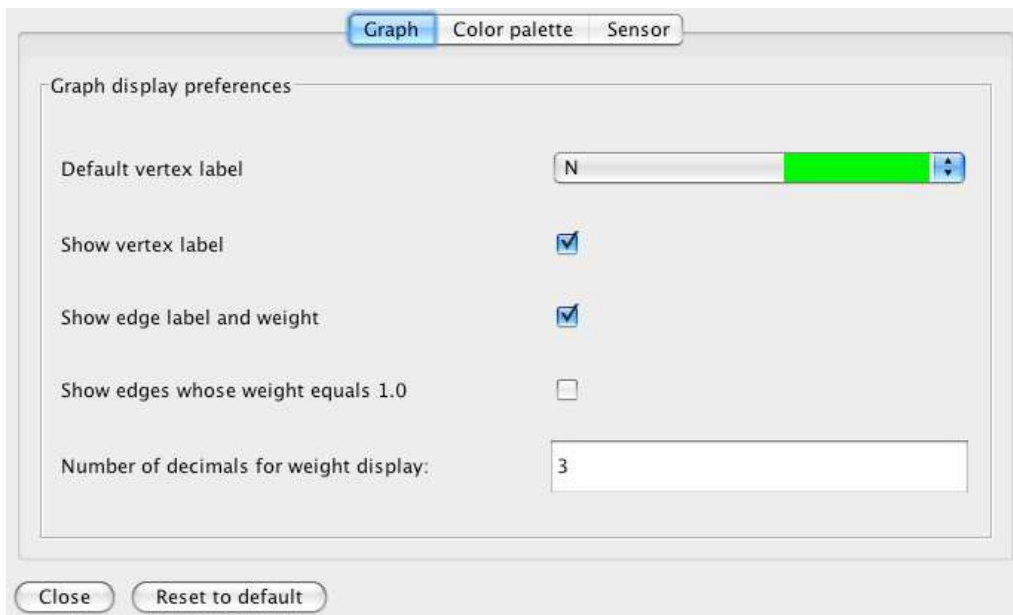 Graph Color palette Sensor
Graph display preferences
Default vertex label N
Show vertex label
Show edge label and weight
Show edges whose weight equals 1.0
Number of decimals for weight display: 3
Close Reset to default